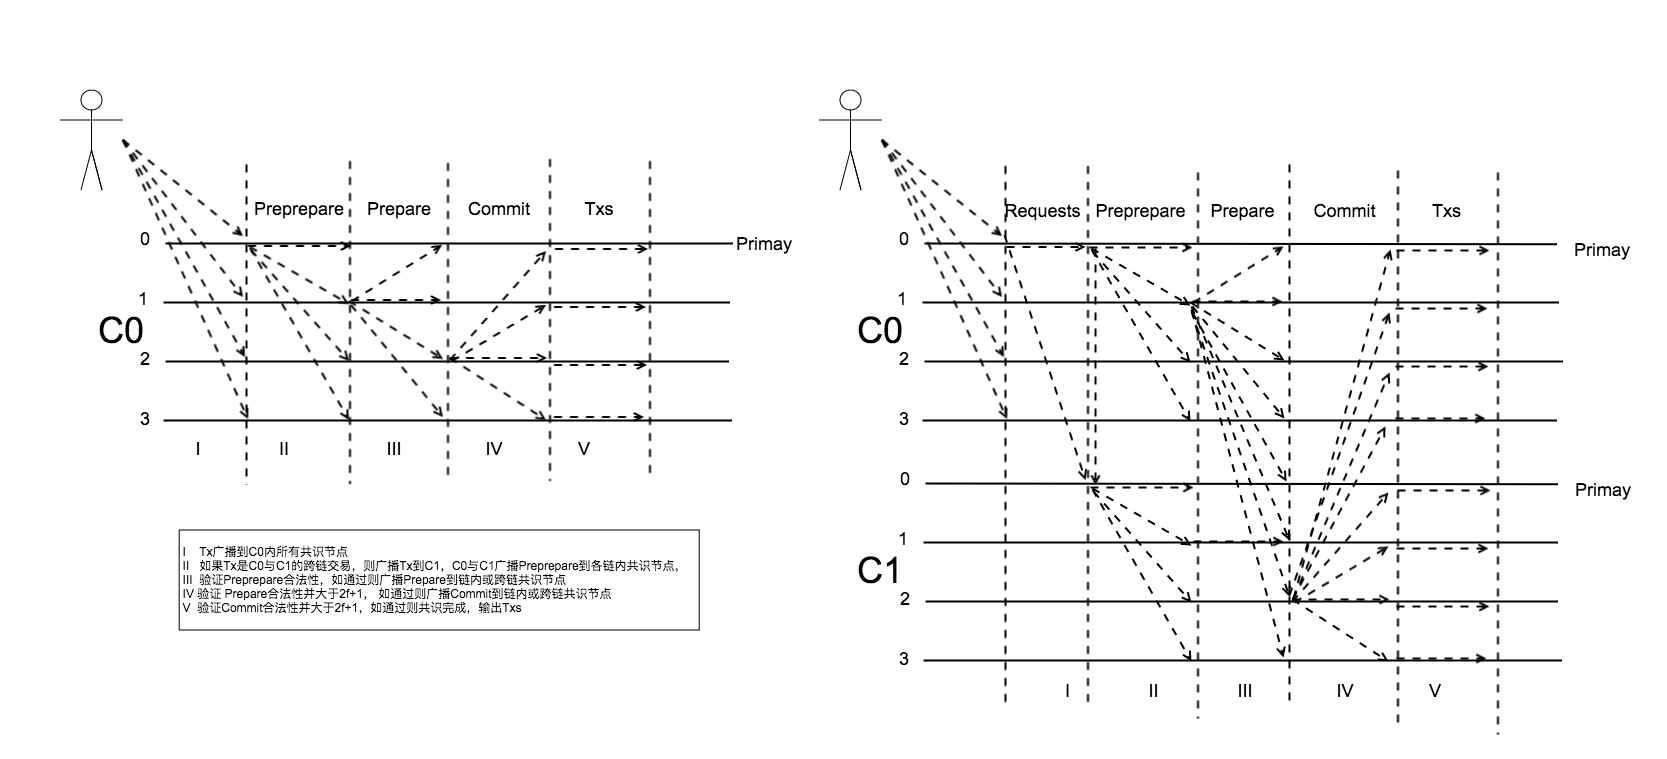 Preprepare Prepare Commit Txs
0 Primay
1
C0
2
3
I II III IV V
I Tx广播到C0内所有共识节点
II 如果Tx是C0与C1的跨链交易，则广播Tx到C1，C0与C1广播Preprepare到各链内共识节点，
III 验证Preprepare合法性，如通过则广播Prepare到链内或跨链共识节点
IV 验证 Prepare合法性并大于2f+1， 如通过则广播Commit到链内或跨链共识节点
V 验证Commit合法性并大于2f+1，如通过则共识完成，输出Txs
Requests Preprepare Prepare Commit Txs
0 Primay
1
C0
2
3
0 Primay
1
C1
2
3
I II III IV V